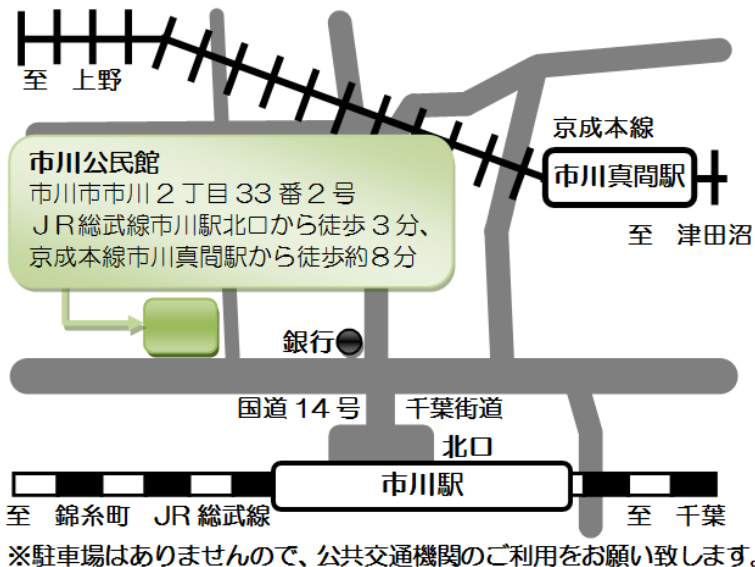 至 上野
京成本線
市川真間駅
至 津田沼
市川公民館
市川市市川２丁目33番2号
ＪＲ総武線市川駅北口から徒歩３分、
京成本線市川真間駅から徒歩約８分
銀行
国道14号 千葉街道
北口
市川駅
至 錦糸町 JR総武線 至 千葉
※駐車場はありませんので、公共交通機関のご利用をお願い致します。